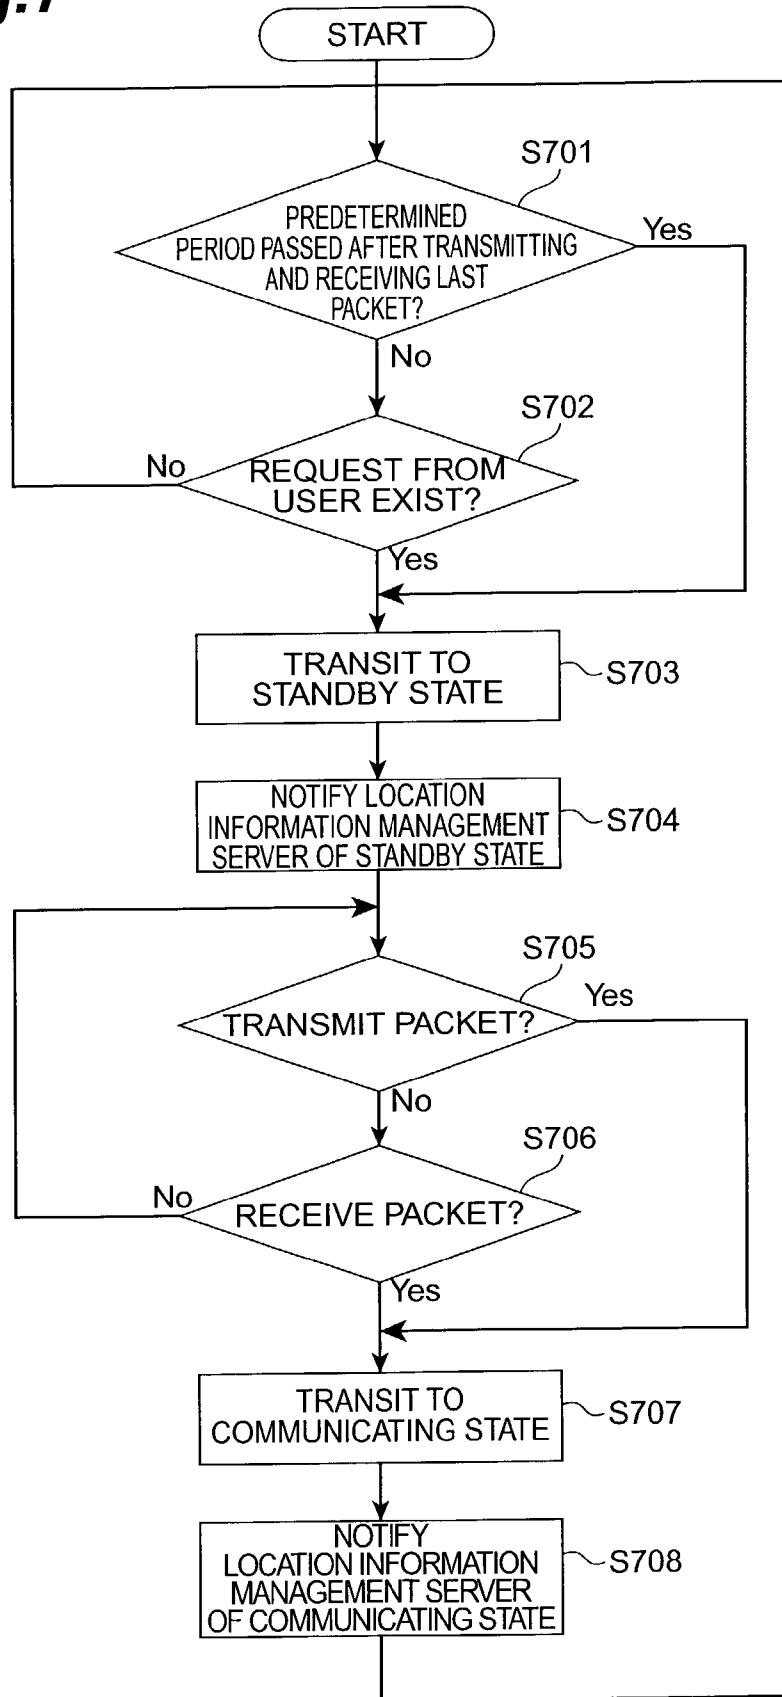 START
S701
PREDETERMINED
PERIOD PASSED AFTER TRANSMITTING
AND RECEIVING LAST
PACKET?
Yes
No
S702
REQUEST FROM
USER EXIST?
No
Yes
TRANSIT TO
STANDBY STATE
S703
NOTIFY LOCATION
INFORMATION MANAGEMENT
SERVER OF STANDBY STATE
S704
S705
TRANSMIT PACKET?
Yes
No
S706
RECEIVE PACKET?
No
Yes
TRANSIT TO
COMMUNICATING STATE
S707
NOTIFY
LOCATION INFORMATION
MANAGEMENT SERVER
OF COMMUNICATING STATE
S708